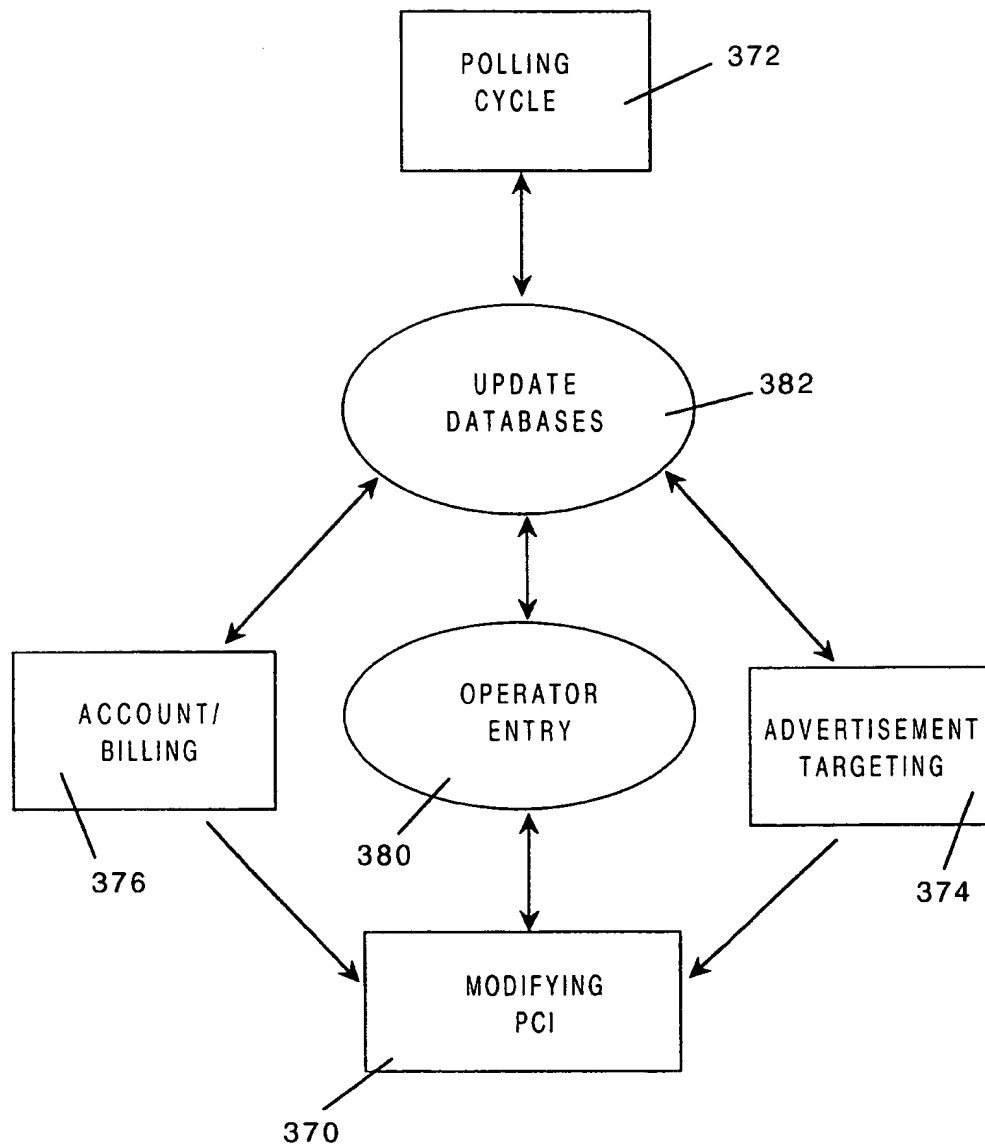 POLLING
CYCLE
372
UPDATE
DATABASES
382
ACCOUNT/
BILLING
376
OPERATOR
ENTRY
380
ADVERTISEMENT
TARGETING
374
MODIFYING
PCI
370